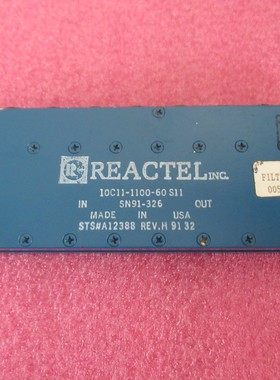 REACTEL INC.
IOC11-1100-60 S11
IN SN91-326 OUT
MADE IN USA
STS#A12388 REV.H 91 32
FILT
005